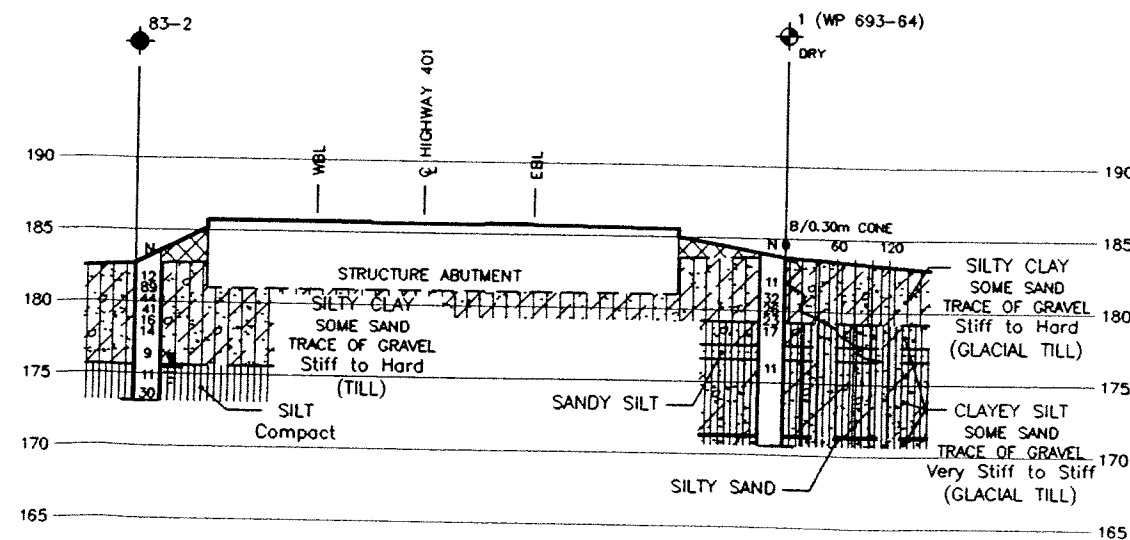 83-2
1 (WP 693-64)
DRY
WBL
℄ HIGHWAY 401
EBL
190
190
185
185
180
180
175
175
170
170
165
165
N
12
89
44
41
16
9
11
30
B/0.30m CONE
N
60 120
11
32
17
11
STRUCTURE ABUTMENT
SILTY CLAY
SOME SAND
TRACE OF GRAVEL
Stiff to Hard
(TILL)
SILT
Compact
SANDY SILT
SILTY SAND
SILTY CLAY
SOME SAND
TRACE OF GRAVEL
Stiff to Hard
(GLACIAL TILL)
CLAYEY SILT
SOME SAND
TRACE OF GRAVEL
Very Stiff to Stiff
(GLACIAL TILL)